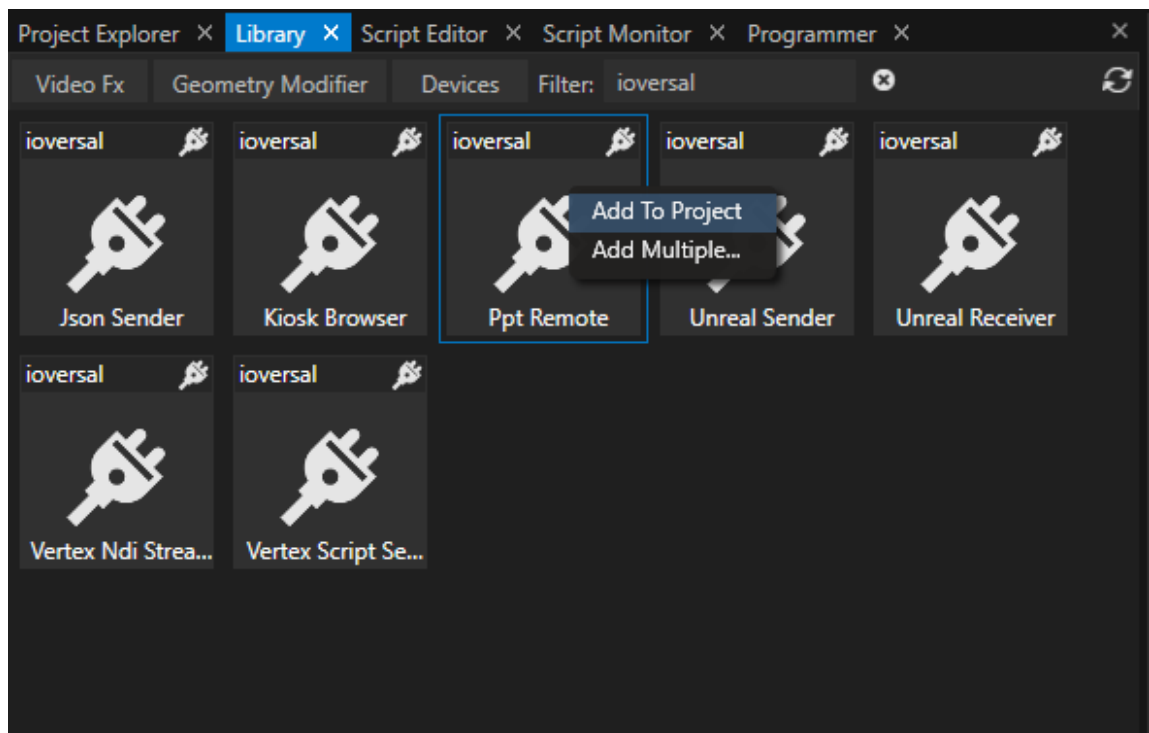 Project Explorer × Library × Script Editor × Script Monitor × Programmer ×
Video Fx Geometry Modifier Devices Filter: ioversal
ioversal ioversal ioversal ioversal ioversal
Add To Project
Add Multiple...
Json Sender Kiosk Browser Ppt Remote Unreal Sender Unreal Receiver
ioversal ioversal
Vertex Ndi Strea... Vertex Script Se...